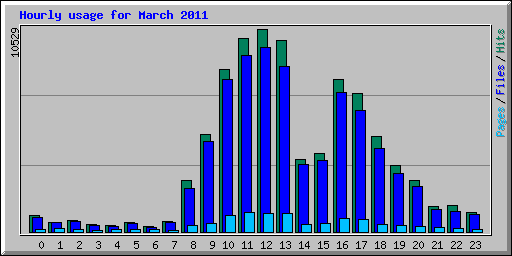 Hourly usage for March 2011
10529
Pages/Files/Hits
0 1 2 3 4 5 6 7 8 9 10 11 12 13 14 15 16 17 18 19 20 21 22 23